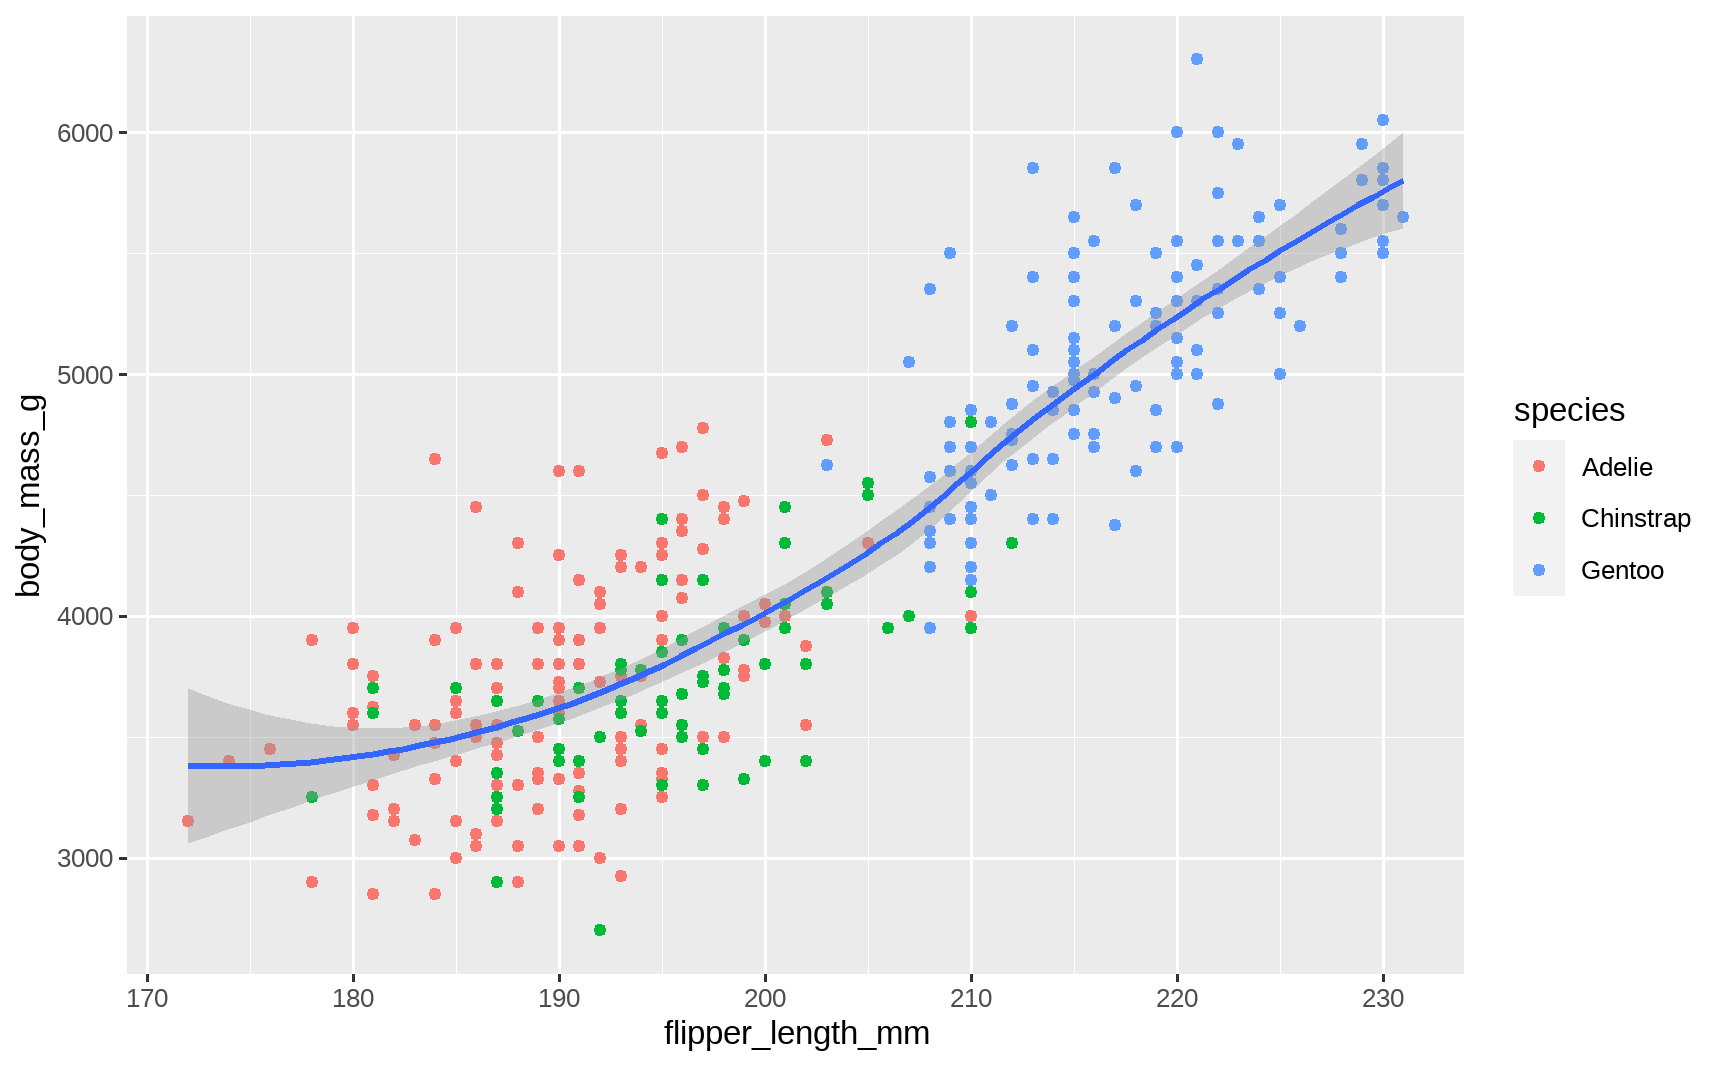 body_mass_g
6000
5000
4000
3000
170 180 190 200 210 220 230
flipper_length_mm
species
Adelie
Chinstrap
Gentoo